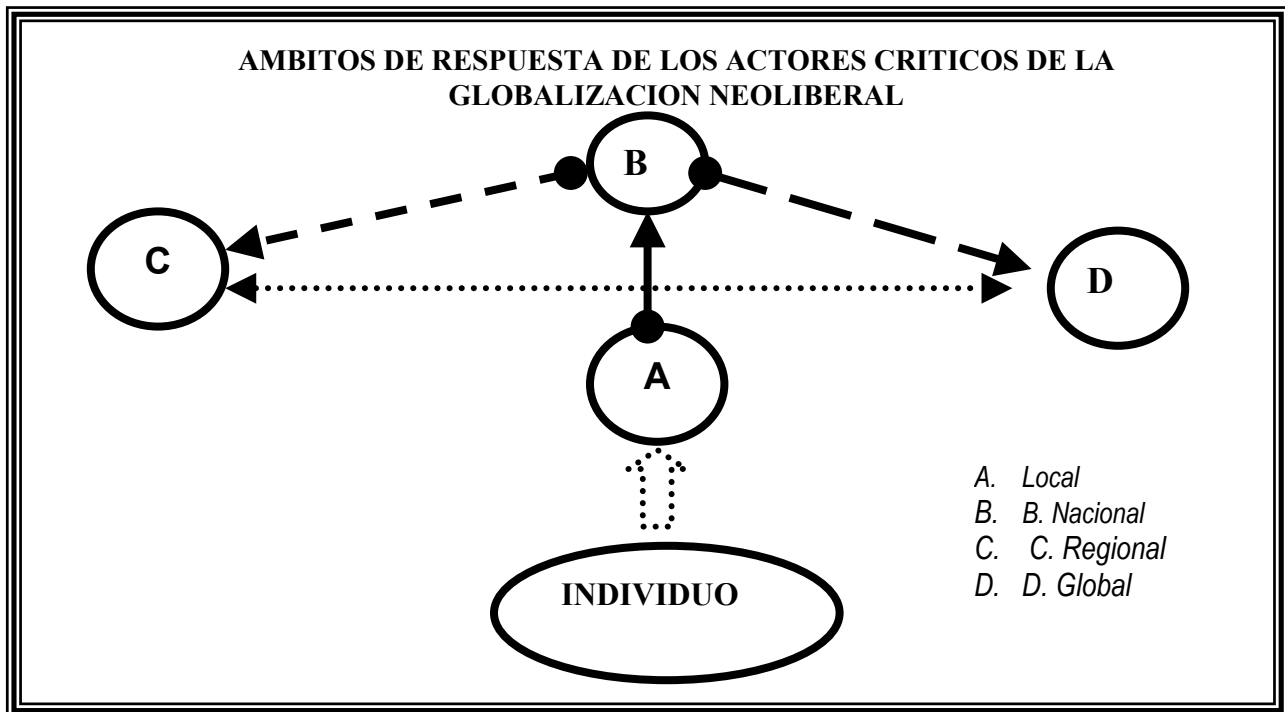 AMBITOS DE RESPUESTA DE LOS ACTORES CRITICOS DE LA
GLOBALIZACION NEOLIBERAL
B
C
D
A
INDIVIDUO
A. Local
B. B. Nacional
C. C. Regional
D. D. Global